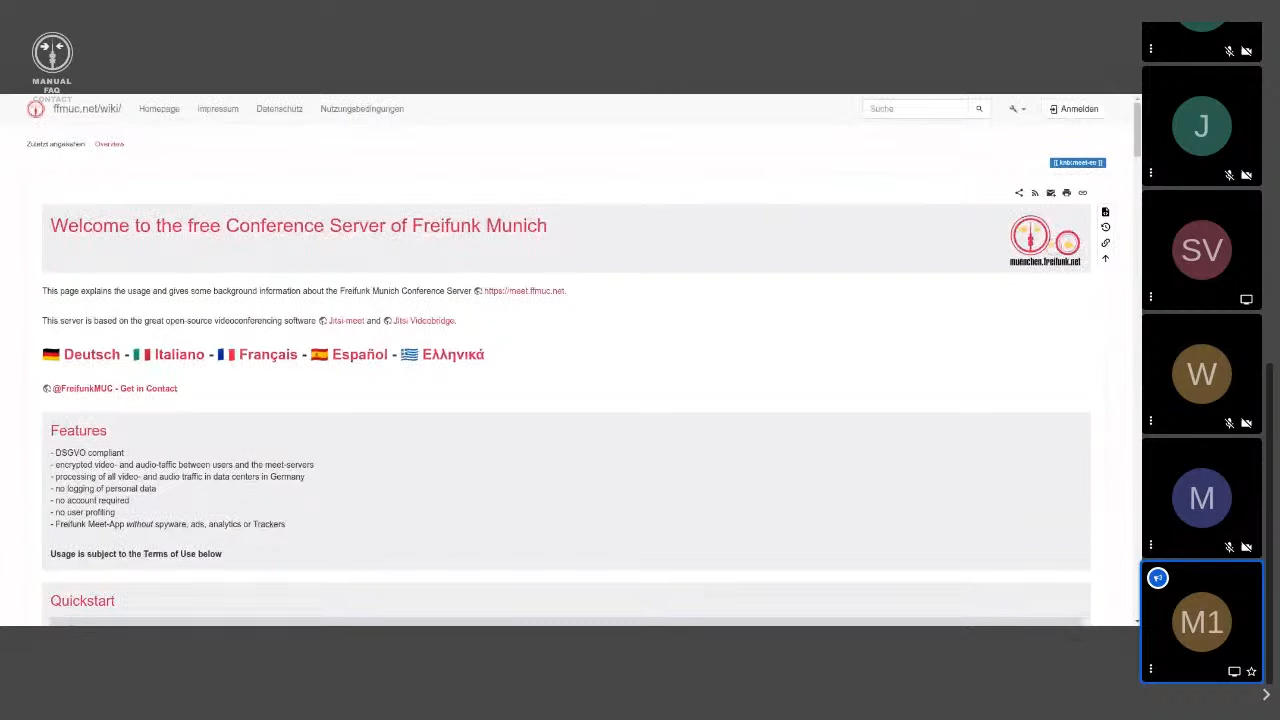 MANUAL
FAQ
CONTACT
ffmuc.net/wiki/ Homepage Impressum Datenschutz Nutzungsbedingungen Suche Anmelden
Zuletzt angesehen: Overview
[[ knb:meet-en ]]
Welcome to the free Conference Server of Freifunk Munich
muenchen.freifunk.net
This page explains the usage and gives some background information about the Freifunk Munich Conference Server https://meet.ffmuc.net.
This server is based on the great open-source videoconferencing software Jitsi-meet and Jitsi Videobridge.
Deutsch - Italiano - Français - Español - Ελληνικά
@FreifunkMUC - Get in Contact
Features
- DSGVO compliant
- encrypted video- and audio-taffic between users and the meet-servers
- processing of all video- and audio traffic in data centers in Germany
- no logging of personal data
- no account required
- no user profiling
- Freifunk Meet-App without spyware, ads, analytics or Trackers
Usage is subject to the Terms of Use below
Quickstart
J
SV
W
M
M1